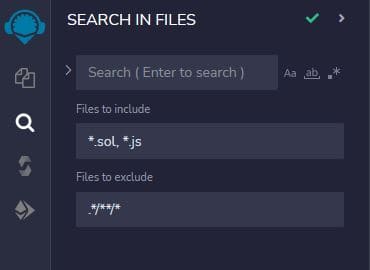 SEARCH IN FILES
Search ( Enter to search )
Aa ab, .*
Files to include
*.sol, *.js
Files to exclude
.*/**/*